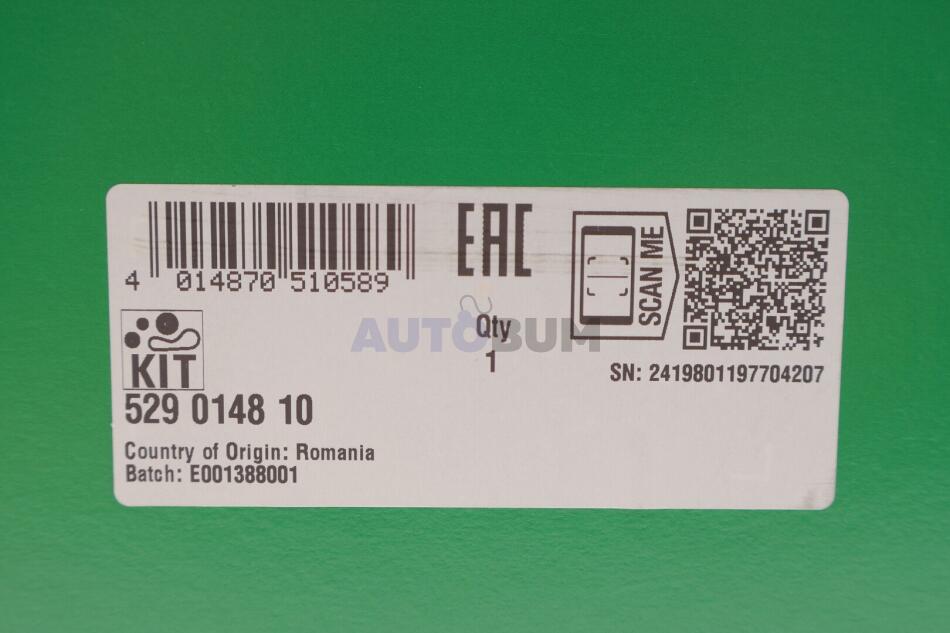 4 014870 510589
EAC
SCAN ME
AUTOBUM
Qty
1
SN: 2419801197704207
KIT
529 0148 10
Country of Origin: Romania
Batch: E001388001